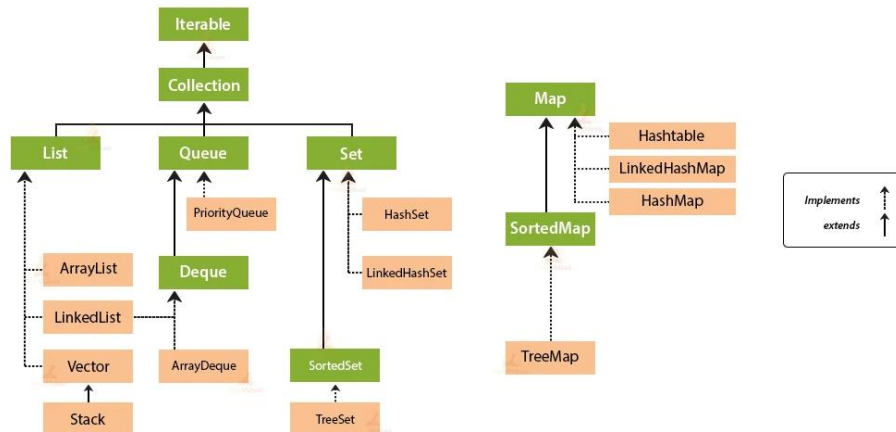 Iterable
Collection
List
Queue
Set
PriorityQueue
HashSet
ArrayList
Deque
LinkedHashSet
LinkedList
Vector
ArrayDeque
SortedSet
Stack
TreeSet
Map
Hashtable
LinkedHashMap
HashMap
SortedMap
TreeMap
Implements
extends